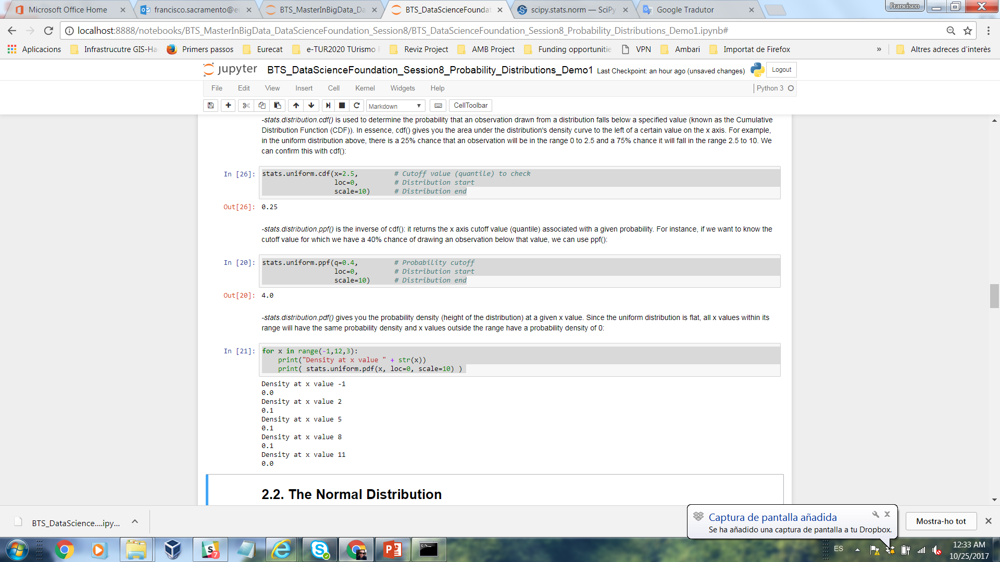 Microsoft Office Home
francisco.sacramento@e
BTS_MasterInBigData_Da
BTS_DataScienceFoundat
scipy.stats.norm — SciPy
Google Tradutor
Francisco
localhost:8888/notebooks/BTS_MasterInBigData_DataScienceFoundation_Session8/BTS_DataScienceFoundation_Session8_Probability_Distributions_Demo1.ipynb#
Aplicacions
Infrastrucutre GIS-Ha
Primers passos
Eurecat
e-TUR2020 TUrismo
Reviz Project
AMB Project
Funding opportunitie
VPN
Ambari
Importat de Firefox
»
Altres adreces d'interès
jupyter BTS_DataScienceFoundation_Session8_Probability_Distributions_Demo1 Last Checkpoint: an hour ago (unsaved changes)
Logout
File Edit View Insert Cell Kernel Widgets Help
Python 3
Markdown
CellToolbar
-stats.distribution.cdf() is used to determine the probability that an observation drawn from a distribution falls below a specified value (known as the Cumulative
Distribution Function (CDF)). In essence, cdf() gives you the area under the distribution's density curve to the left of a certain value on the x axis. For example,
in the uniform distribution above, there is a 25% chance that an observation will be in the range 0 to 2.5 and a 75% chance it will fall in the range 2.5 to 10. We
can confirm this with cdf():
In [26]: stats.uniform.cdf(x=2.5, # Cutoff value (quantile) to check
loc=0, # Distribution start
scale=10) # Distribution end
Out[26]: 0.25
-stats.distribution.ppf() is the inverse of cdf(): it returns the x axis cutoff value (quantile) associated with a given probability. For instance, if we want to know the
cutoff value for which we have a 40% chance of drawing an observation below that value, we can use ppf():
In [20]: stats.uniform.ppf(q=0.4, # Probability cutoff
loc=0, # Distribution start
scale=10) # Distribution end
Out[20]: 4.0
-stats.distribution.pdf() gives you the probability density (height of the distribution) at a given x value. Since the uniform distribution is flat, all x values within its
range will have the same probability density and x values outside the range have a probability density of 0:
In [21]: for x in range(-1,12,3):
print("Density at x value " + str(x))
print( stats.uniform.pdf(x, loc=0, scale=10) )
Density at x value -1
0.0
Density at x value 2
0.1
Density at x value 5
0.1
Density at x value 8
0.1
Density at x value 11
0.0
2.2. The Normal Distribution
BTS_DataScience....ipy...
Captura de pantalla añadida
Se ha añadido una captura de pantalla a tu Dropbox.
Mostra-ho tot
7
ES
12:33 AM
10/25/2017